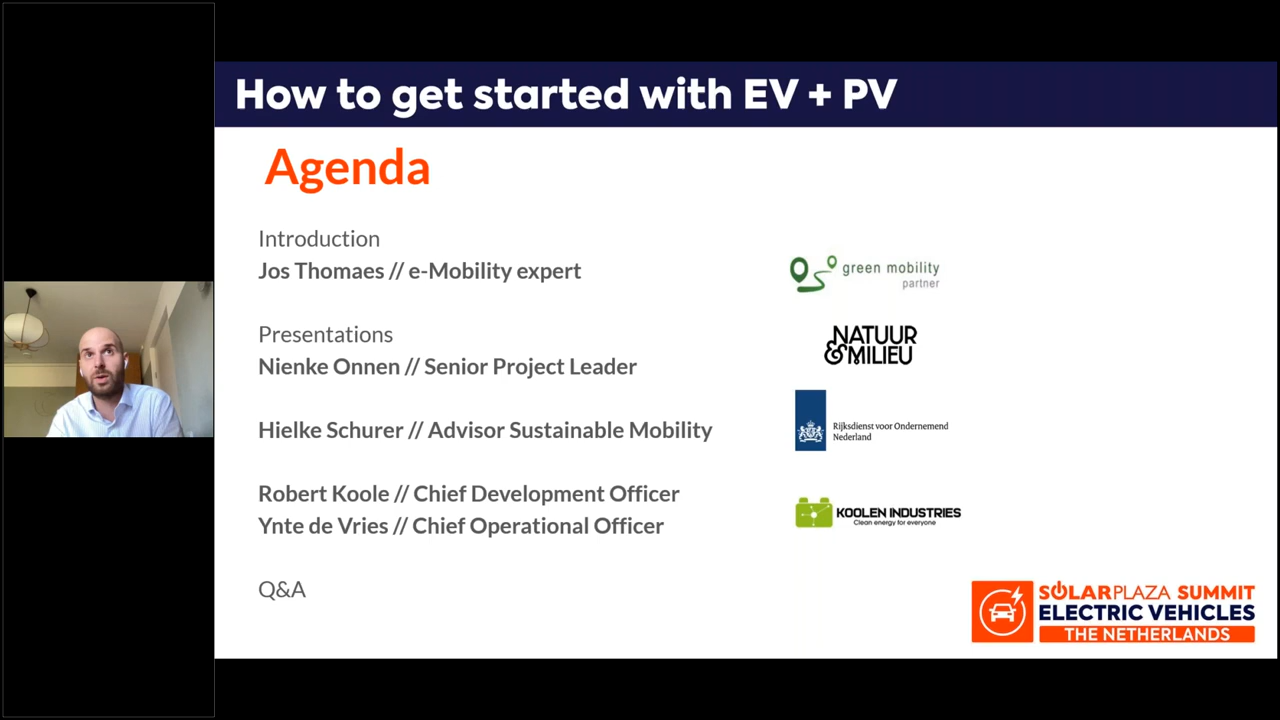 How to get started with EV + PV
Agenda
Introduction
Jos Thomaes // e-Mobility expert
green mobility
partner
Presentations
Nienke Onnen // Senior Project Leader
NATUUR
&MILIEU
Hielke Schurer // Advisor Sustainable Mobility
Rijksdienst voor Ondernemend
Nederland
Robert Koole // Chief Development Officer
Ynte de Vries // Chief Operational Officer
KOOLEN INDUSTRIES
Clean energy for everyone
Q&A
SOLARPLAZA SUMMIT
ELECTRIC VEHICLES
THE NETHERLANDS